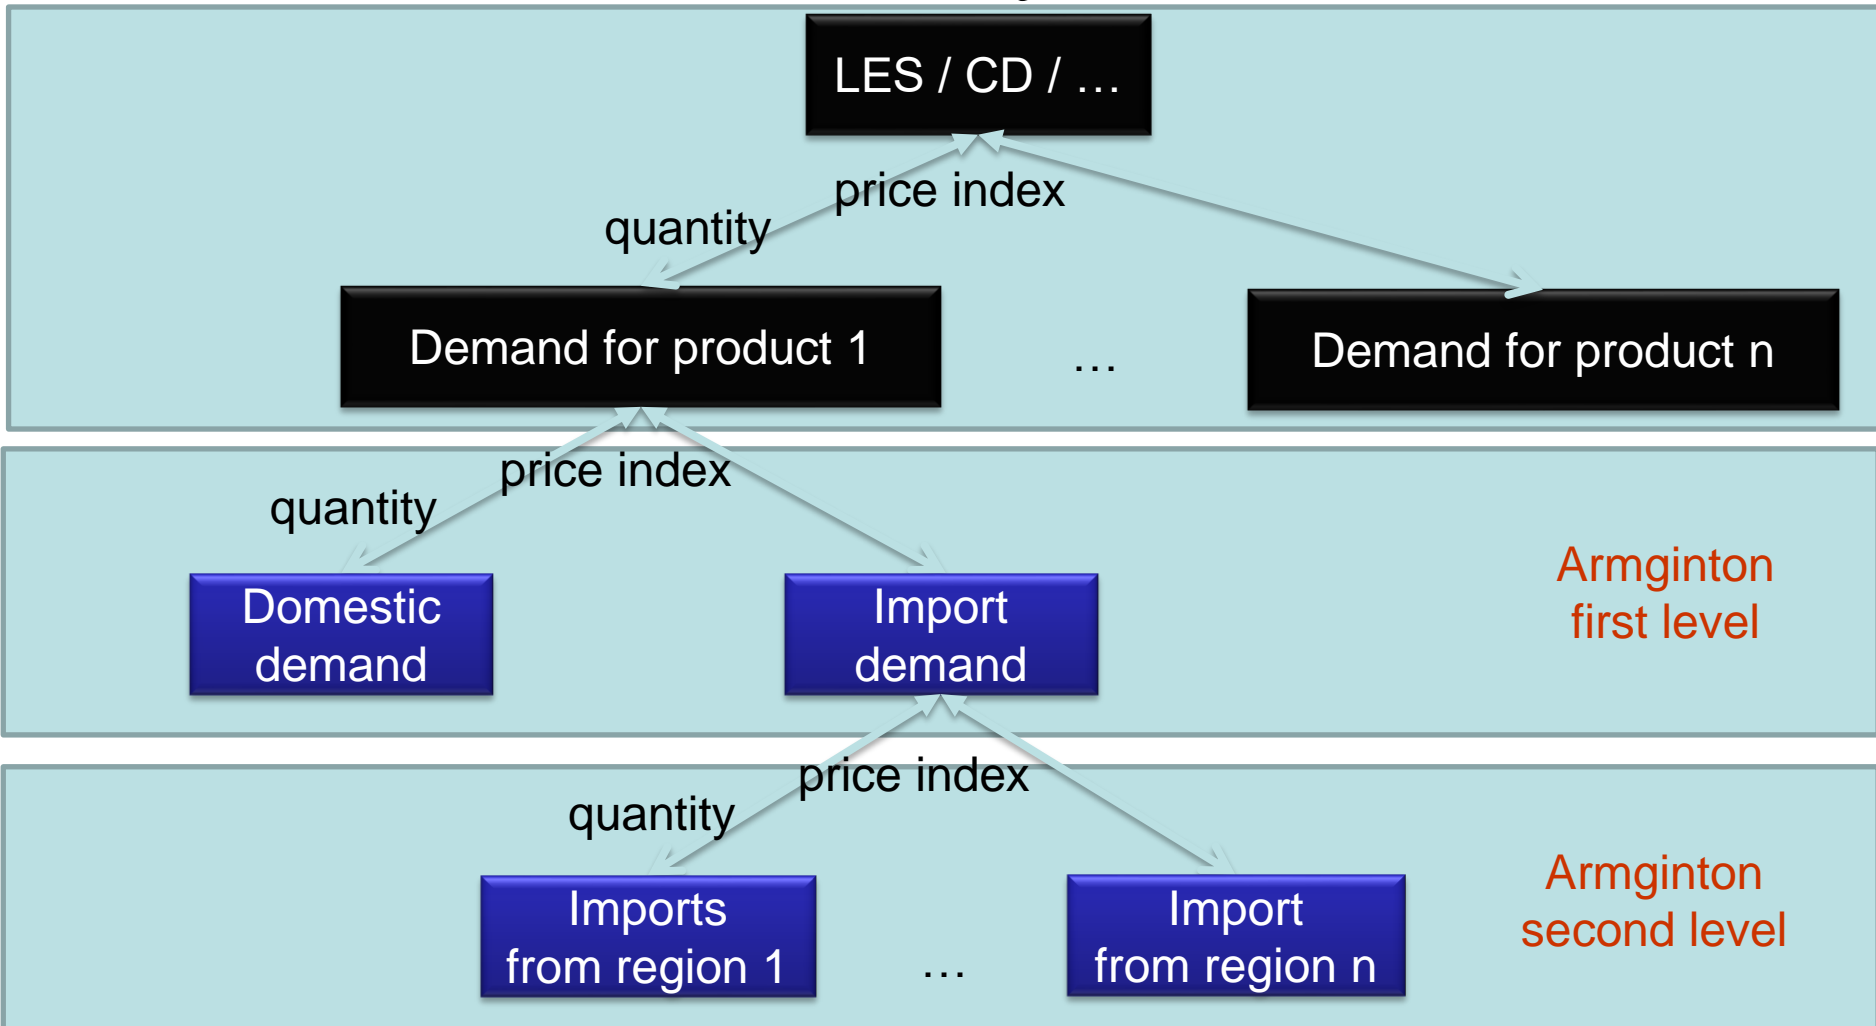 LES / CD / …
price index
quantity
Demand for product 1
…
Demand for product n
price index
quantity
Domestic
demand
Import
demand
Armginton
first level
price index
quantity
Imports
from region 1
…
Import
from region n
Armginton
second level